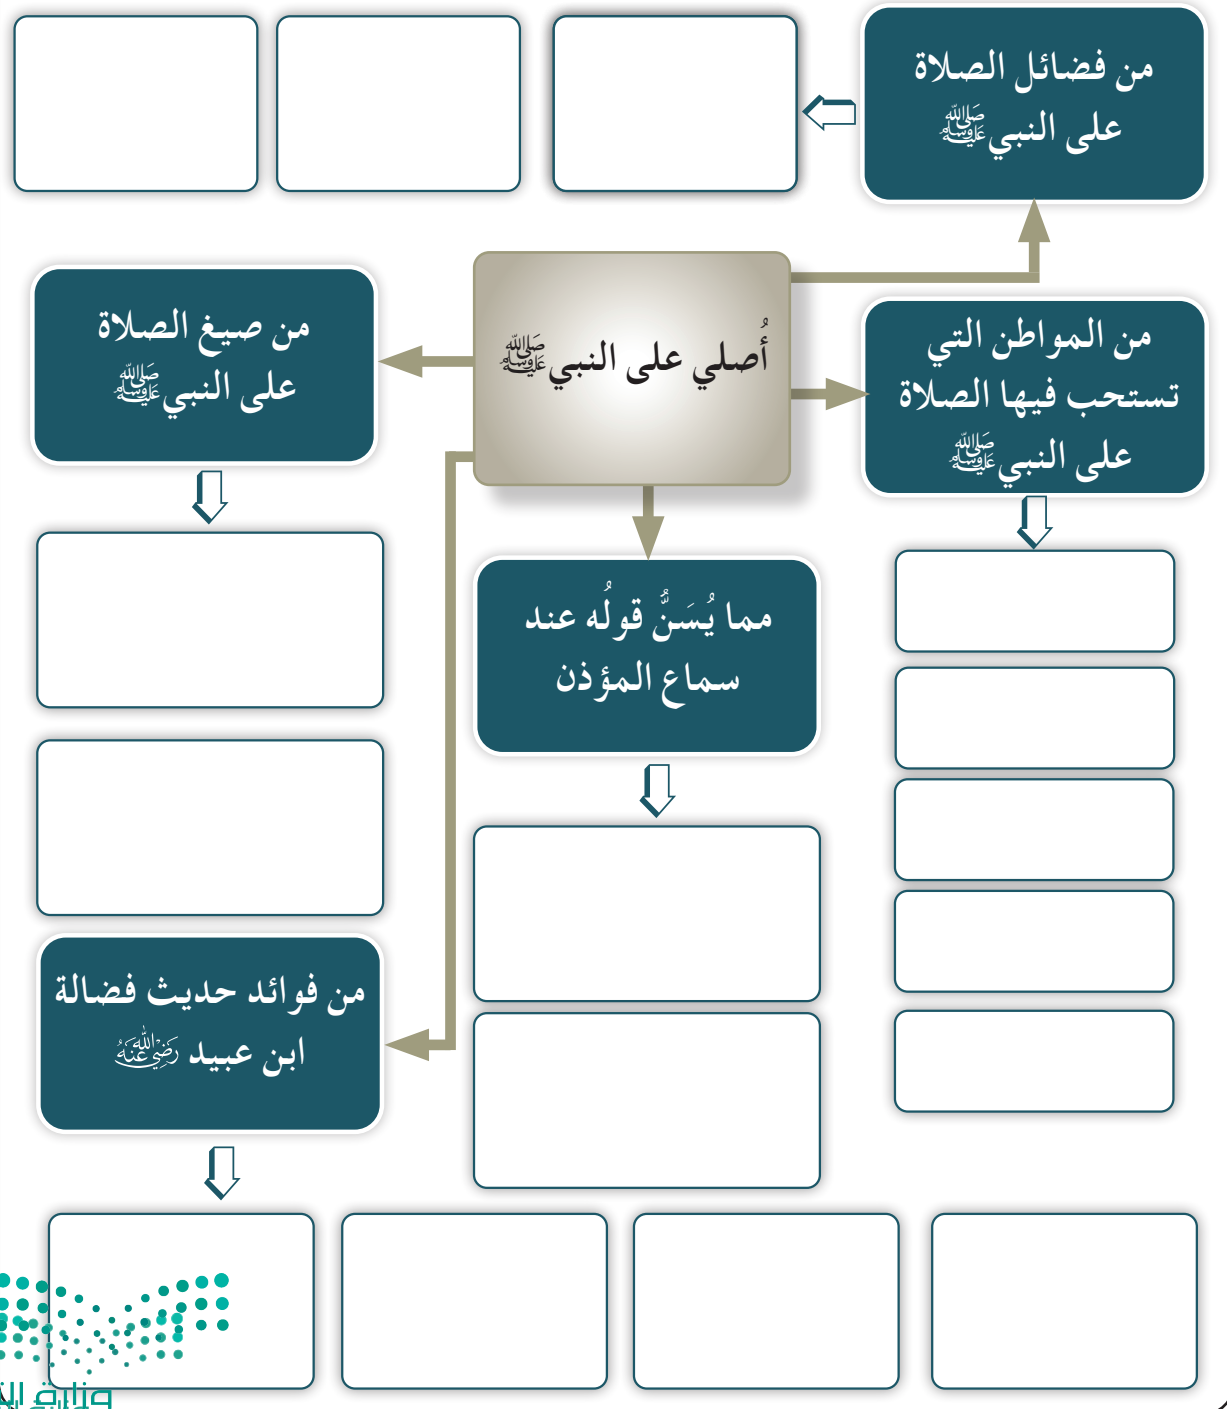 من فضائل الصلاة
على النبي ﷺ
أُصلي على النبي ﷺ
من صيغ الصلاة
على النبي ﷺ
من المواطن التي
تستحب فيها الصلاة
على النبي ﷺ
مما يُسَنُّ قولُه عند
سماع المؤذن
من فوائد حديث فضالة
ابن عبيد رَضِيَ اللهُ عَنْهُ
وزارة